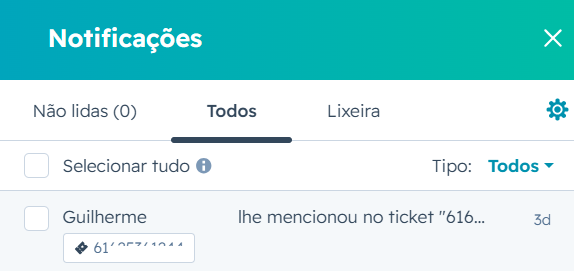 Notificações
Não lidas (0) Todos Lixeira
Selecionar tudo Tipo: Todos
Guilherme lhe mencionou no ticket "616... 3d